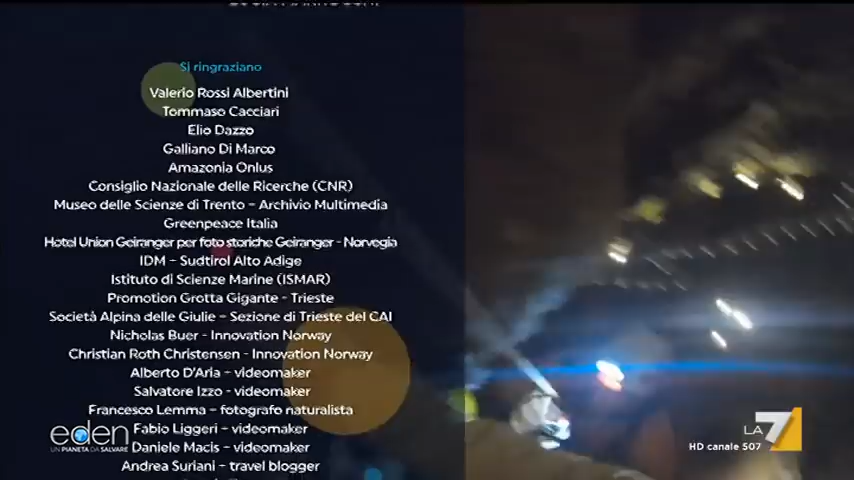 Si ringraziano
Valerio Rossi Albertini
Tommaso Cacciari
Elio Dazzo
Galliano Di Marco
Amazonia Onlus
Consiglio Nazionale delle Ricerche (CNR)
Museo delle Scienze di Trento - Archivio Multimedia
Greenpeace Italia
Hotel Union Geiranger per foto storiche Geiranger - Norvegia
IDM - Sudtirol Alto Adige
Istituto di Scienze Marine (ISMAR)
Promotion Grotta Gigante - Trieste
Società Alpina delle Giulie - Sezione di Trieste del CAI
Nicholas Buer - Innovation Norway
Christian Roth Christensen - Innovation Norway
Alberto D'Aria - videomaker
Salvatore Izzo - videomaker
Francesco Lemma - fotografo naturalista
Fabio Liggeri - videomaker
Daniele Macis - videomaker
Andrea Suriani - travel blogger
eden
UN PIANETA DA SALVARE
LA 7
HD canale 507